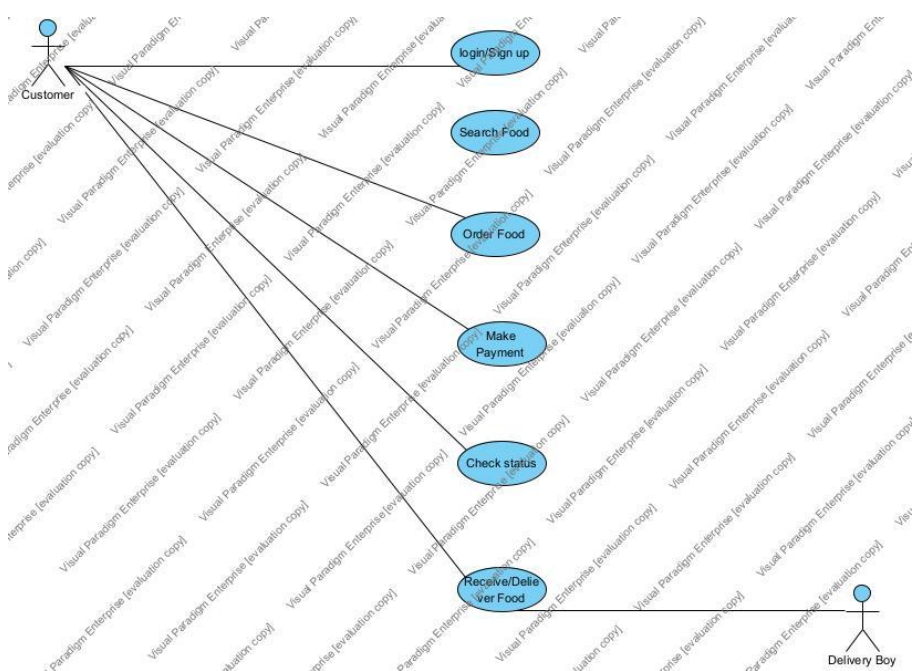 Customer
login/Sign up
Search Food
Order Food
Make
Payment
Check status
Receive/Delie
ver Food
Delivery Boy
Visual Paradigm Enterprise [evaluation copy]